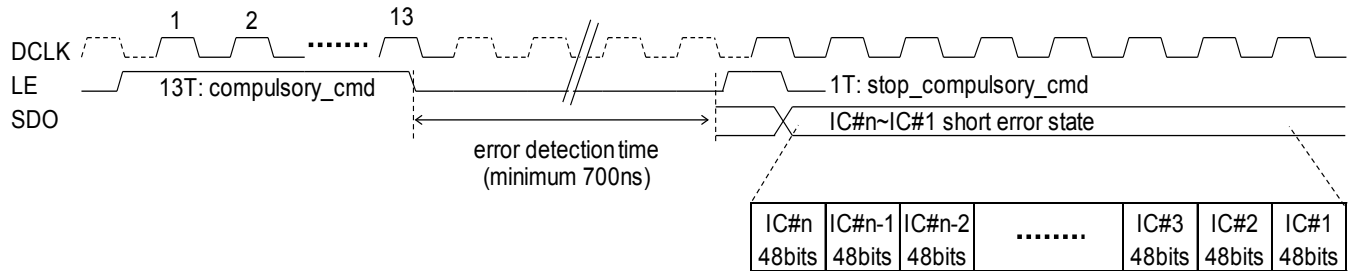 1 2 ........ 13
DCLK
LE 13T: compulsory_cmd 1T: stop_compulsory_cmd
SDO IC#n~IC#1 short error state
error detection time
(minimum 700ns)
IC#n IC#n-1 IC#n-2 ........ IC#3 IC#2 IC#1
48bits 48bits 48bits 48bits 48bits 48bits